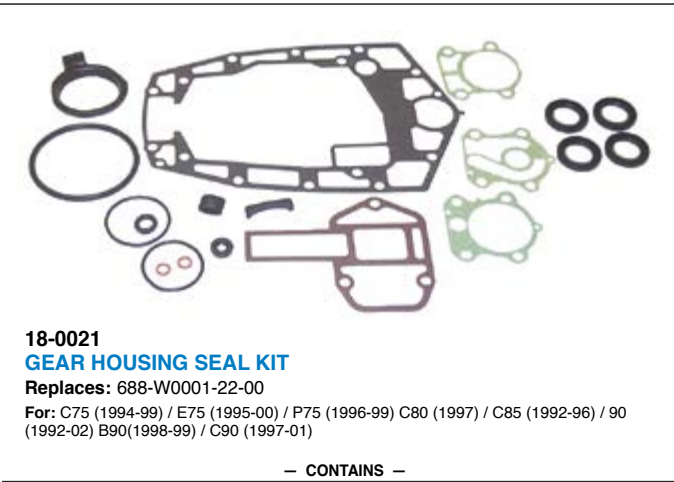 18-0021
GEAR HOUSING SEAL KIT
Replaces: 688-W0001-22-00
For: C75 (1994-99) / E75 (1995-00) / P75 (1996-99) C80 (1997) / C85 (1992-96) / 90
(1992-02) B90(1998-99) / C90 (1997-01)
— CONTAINS —